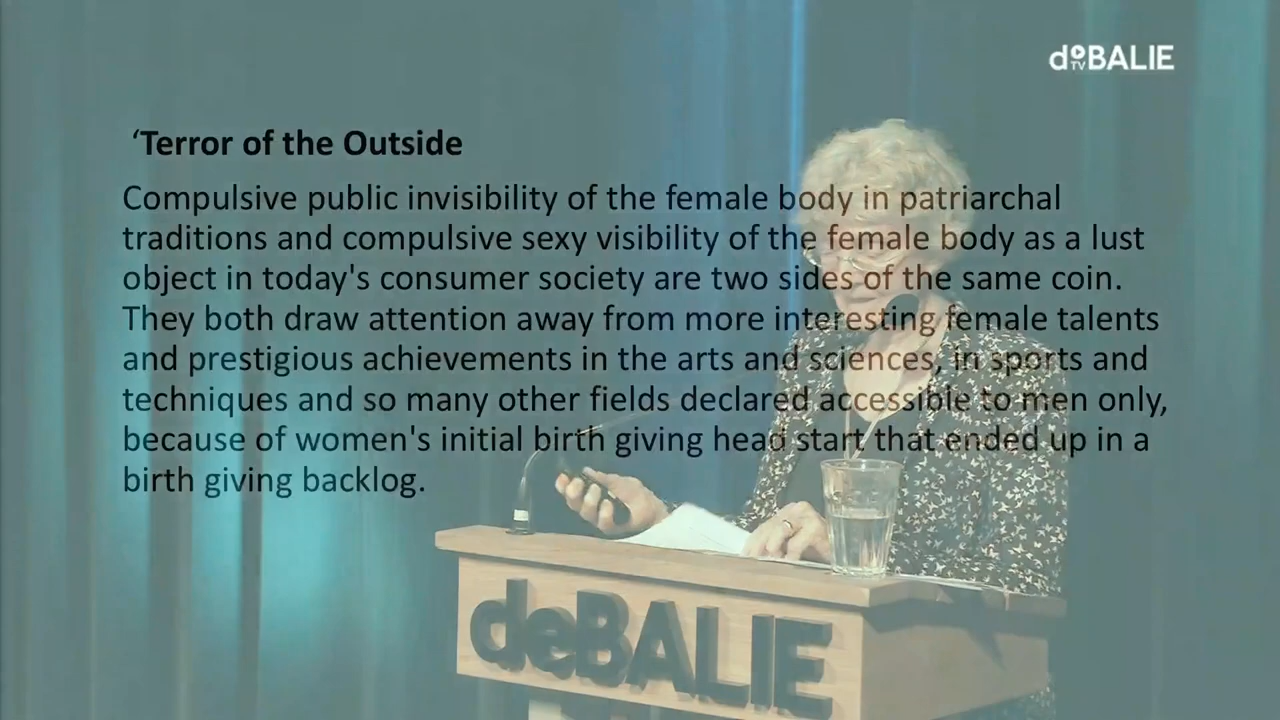 doBALIE
TV
‘Terror of the Outside
Compulsive public invisibility of the female body in patriarchal
traditions and compulsive sexy visibility of the female body as a lust
object in today's consumer society are two sides of the same coin.
They both draw attention away from more interesting female talents
and prestigious achievements in the arts and sciences, in sports and
techniques and so many other fields declared accessible to men only,
because of women's initial birth giving head start that ended up in a
birth giving backlog.
deBALIE